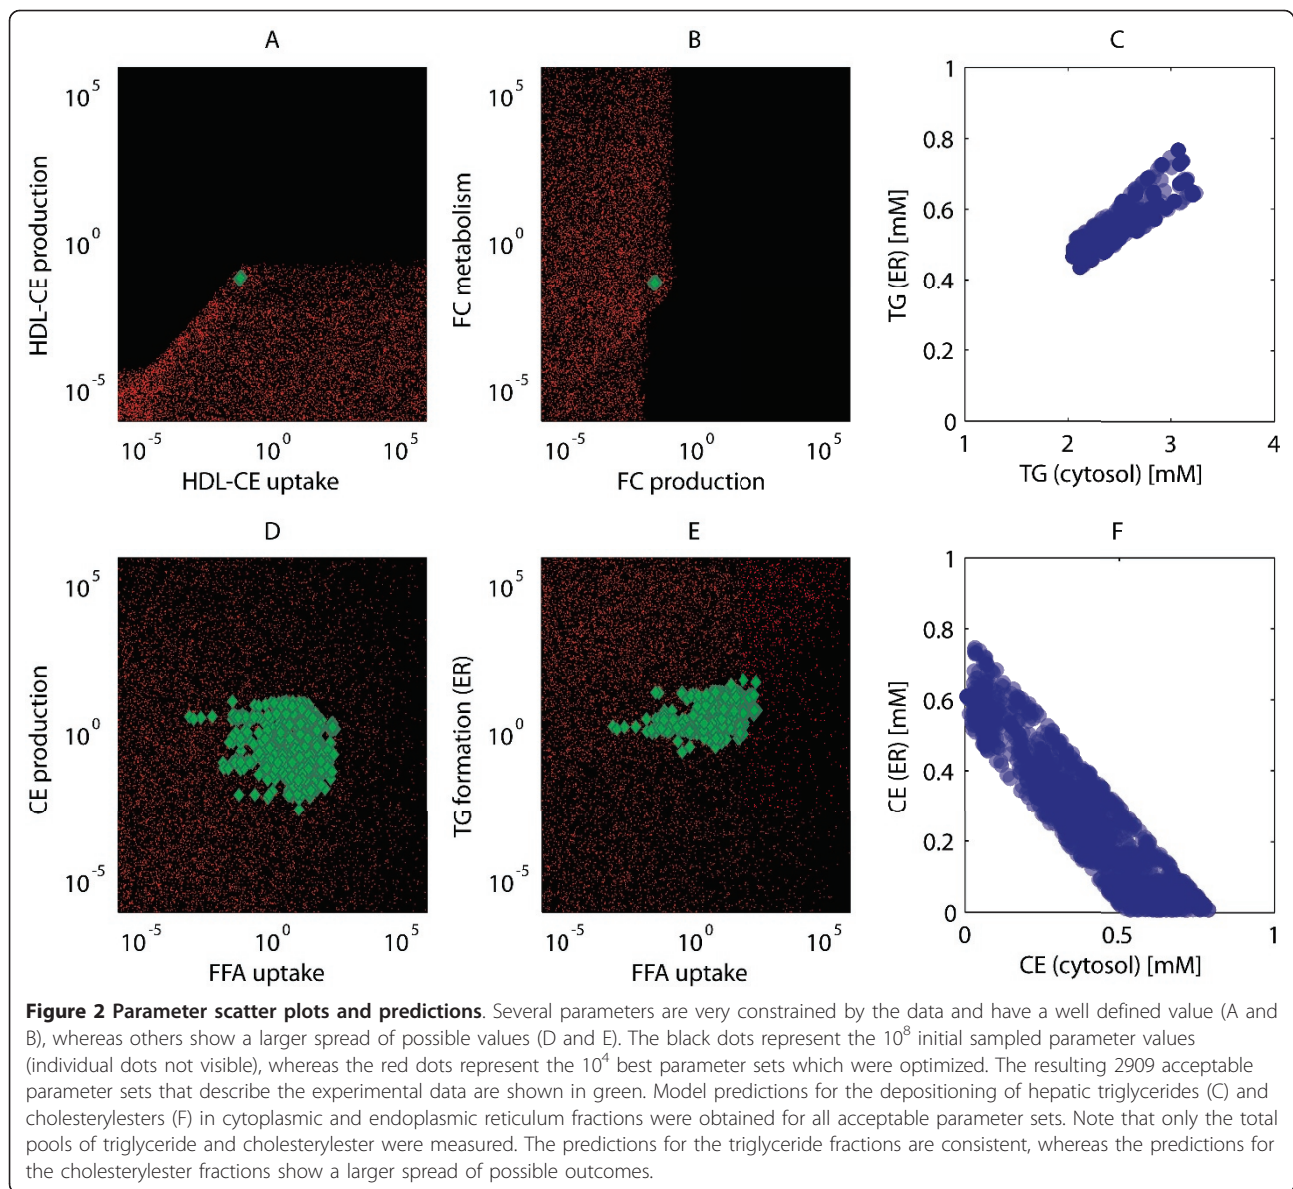 A
10^5
10^0
10^-5
HDL-CE production
10^-5 10^0 10^5
HDL-CE uptake
B
10^5
10^0
10^-5
FC metabolism
10^-5 10^0 10^5
FC production
C
1
0.8
0.6
0.4
0.2
0
TG (ER) [mM]
1 2 3 4
TG (cytosol) [mM]
D
10^5
10^0
10^-5
CE production
10^-5 10^0 10^5
FFA uptake
E
10^5
10^0
10^-5
TG formation (ER)
10^-5 10^0 10^5
FFA uptake
F
1
0.8
0.6
0.4
0.2
0
CE (ER) [mM]
0 0.5 1
CE (cytosol) [mM]
Figure 2 Parameter scatter plots and predictions. Several parameters are very constrained by the data and have a well defined value (A and
B), whereas others show a larger spread of possible values (D and E). The black dots represent the 10^8 initial sampled parameter values
(individual dots not visible), whereas the red dots represent the 10^4 best parameter sets which were optimized. The resulting 2909 acceptable
parameter sets that describe the experimental data are shown in green. Model predictions for the depositioning of hepatic triglycerides (C) and
cholesterylesters (F) in cytoplasmic and endoplasmic reticulum fractions were obtained for all acceptable parameter sets. Note that only the total
pools of triglyceride and cholesterylester were measured. The predictions for the triglyceride fractions are consistent, whereas the predictions for
the cholesterylester fractions show a larger spread of possible outcomes.